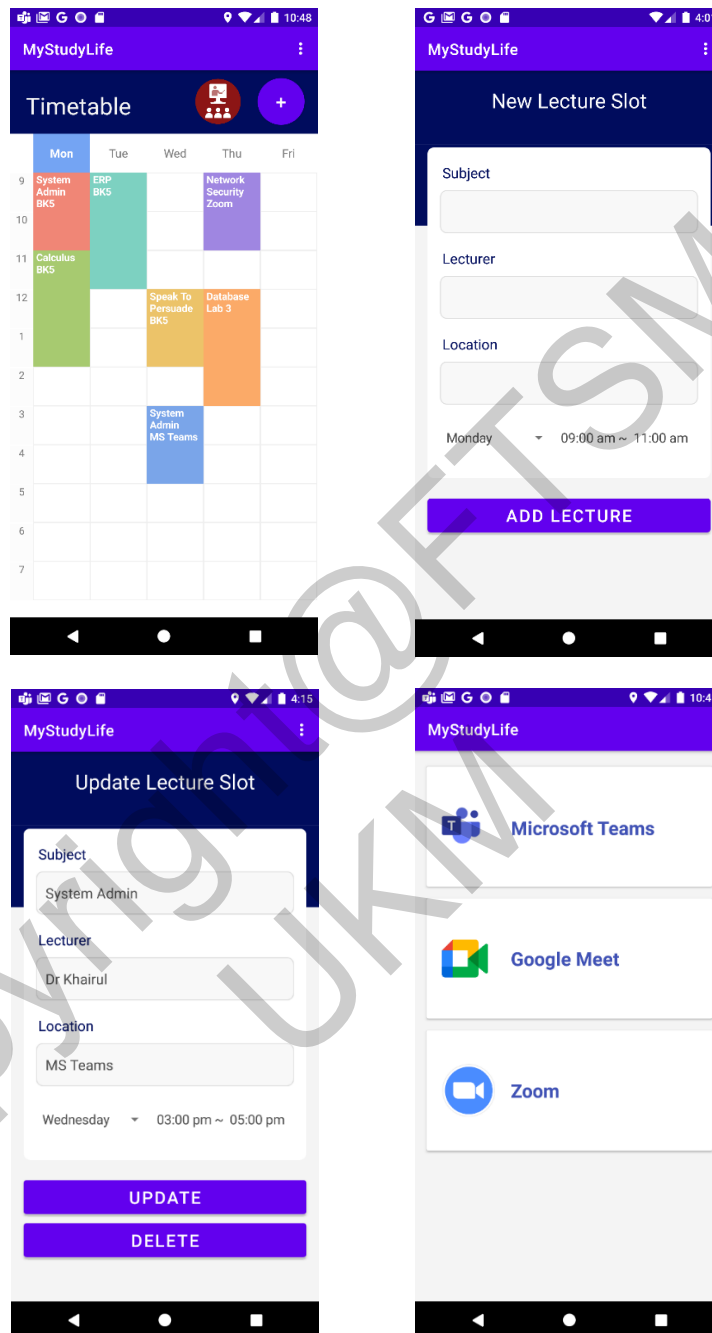 10:48
MyStudyLife
Timetable
+
Mon Tue Wed Thu Fri
9
10
11
12
1
2
3
4
5
6
7
System
Admin
BK5
ERP
BK5
Network
Security
Zoom
Calculus
BK5
Speak To
Persuade
BK5
Database
Lab 3
System
Admin
MS Teams
G
MyStudyLife
New Lecture Slot
Subject
Lecturer
Location
Monday 09:00 am ~ 11:00 am
ADD LECTURE
G 4:15
MyStudyLife
Update Lecture Slot
Subject
System Admin
Lecturer
Dr Khairul
Location
MS Teams
Wednesday 03:00 pm ~ 05:00 pm
UPDATE
DELETE
G
MyStudyLife
T
Microsoft Teams
Google Meet
Zoom
pyright@FTSM
UKM